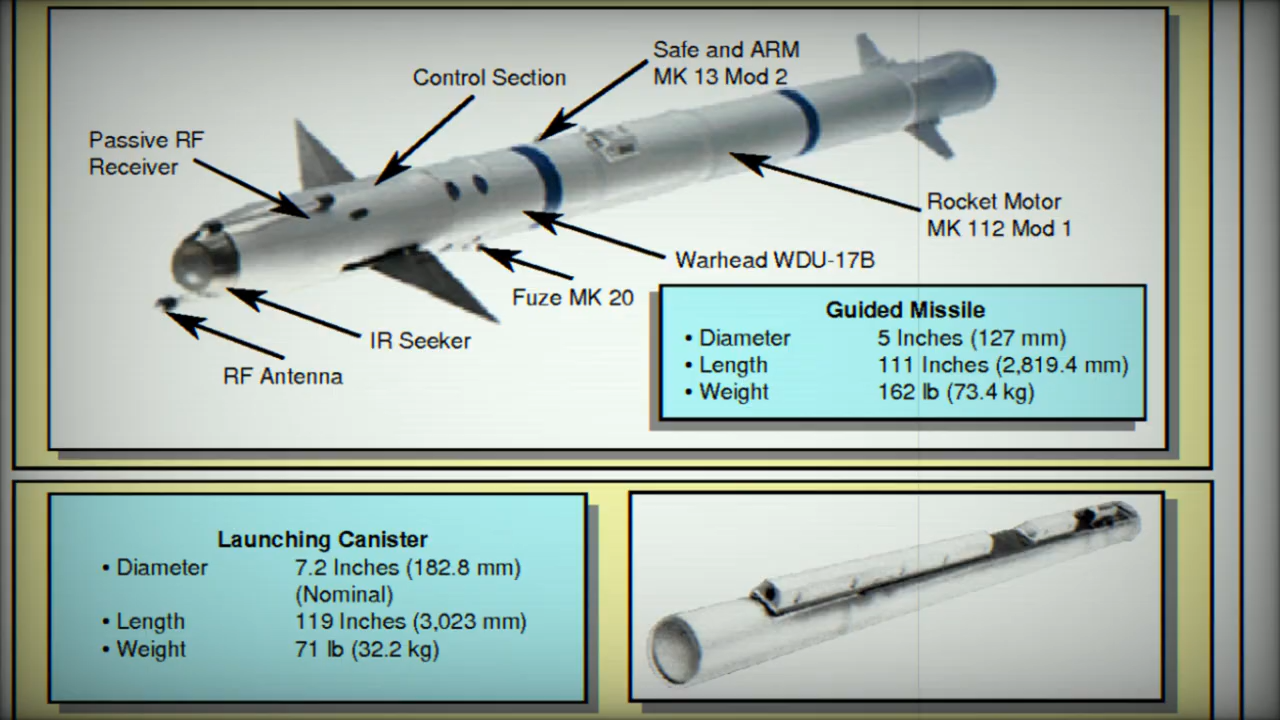 Safe and ARM
MK 13 Mod 2
Control Section
Passive RF
Receiver
Rocket Motor
MK 112 Mod 1
Warhead WDU-17B
Fuze MK 20
IR Seeker
RF Antenna
Guided Missile
• Diameter 5 Inches (127 mm)
• Length 111 Inches (2,819.4 mm)
• Weight 162 lb (73.4 kg)
Launching Canister
• Diameter 7.2 Inches (182.8 mm)
(Nominal)
• Length 119 Inches (3,023 mm)
• Weight 71 lb (32.2 kg)